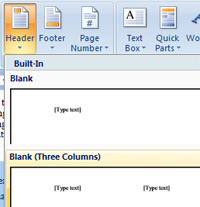 Header Footer Page Number Text Box Quick Parts
Built-In
Blank
[Type text]
Blank (Three Columns)
[Type text] [Type text]